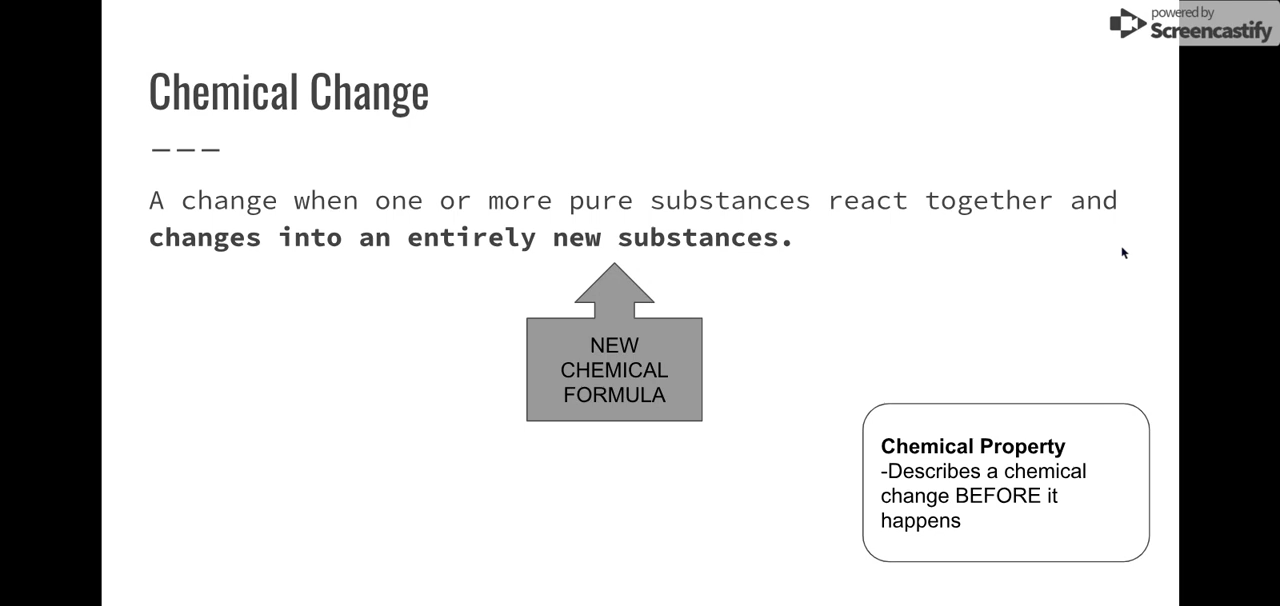 powered by
Screencastify
Chemical Change
A change when one or more pure substances react together and
changes into an entirely new substances.
NEW
CHEMICAL
FORMULA
Chemical Property
-Describes a chemical
change BEFORE it
happens